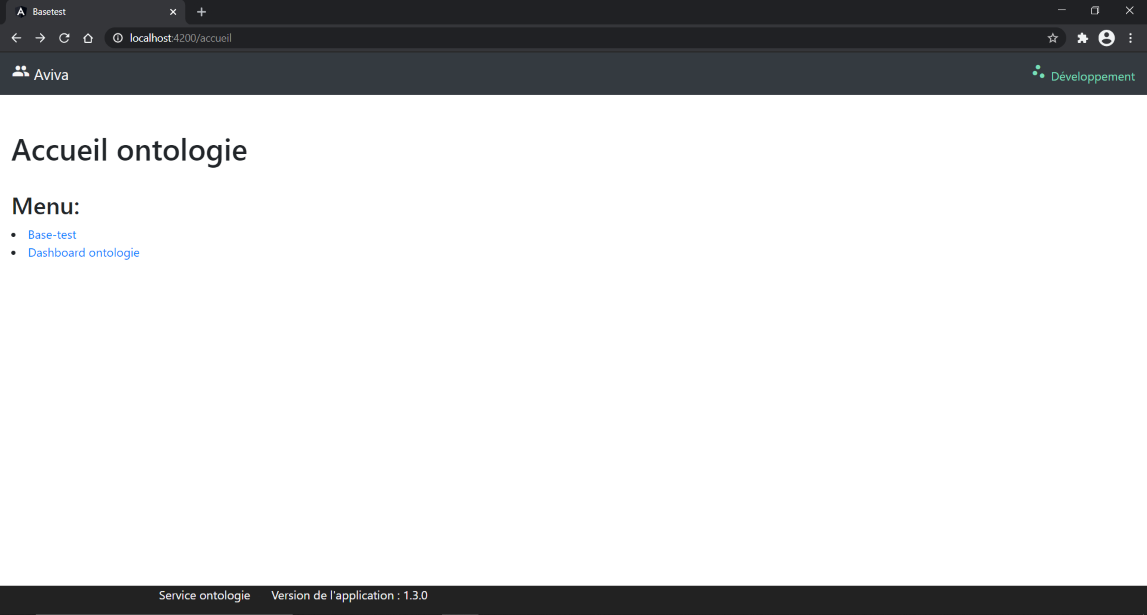 Basetest
localhost:4200/accueil
Aviva
Développement
Accueil ontologie
Menu:
Base-test
Dashboard ontologie
Service ontologie Version de l'application : 1.3.0